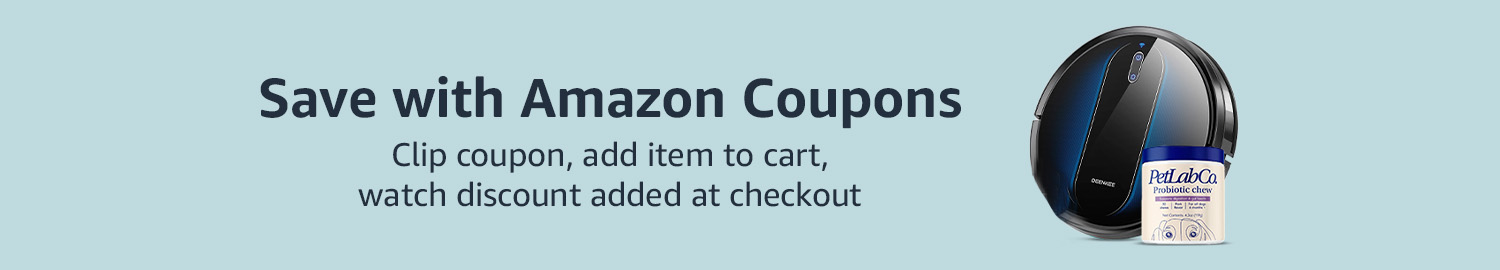 Save with Amazon Coupons
Clip coupon, add item to cart,
watch discount added at checkout
PetLabCo.
Probiotic chew